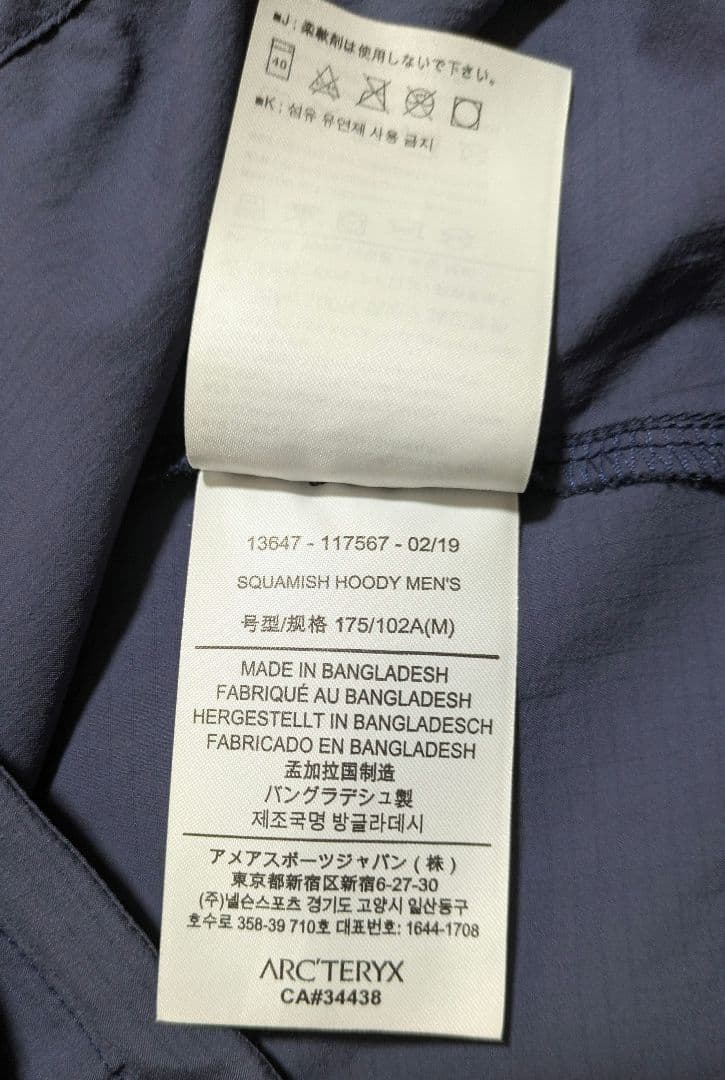 ■J : 柔軟剤は使用しないで下さい。
40
■K : 섬유 유연제 사용 금지
13647 - 117567 - 02/19
SQUAMISH HOODY MEN'S
号型/规格 175/102A(M)
MADE IN BANGLADESH
FABRIQUÉ AU BANGLADESH
HERGESTELLT IN BANGLADESCH
FABRICADO EN BANGLADESH
孟加拉国制造
バングラデシュ製
제조국명 방글라데시
アメアスポーツジャパン ( 株 )
東京都新宿区新宿6-27-30
(주)넬슨스포츠 경기도 고양시 일산동구
호수로 358-39 710호 대표번호: 1644-1708
ARC'TERYX
CA#34438